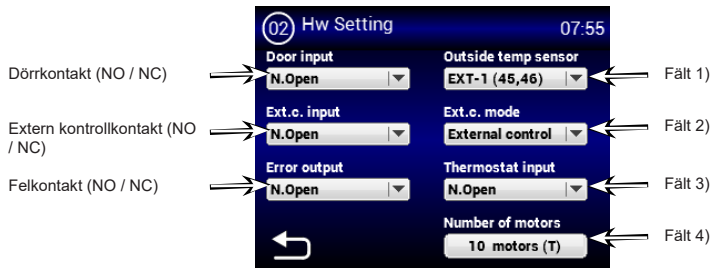 02 Hw Setting 07:55
Door input
N.Open
Outside temp sensor
EXT-1 (45,46)
Ext.c. input
N.Open
Ext.c. mode
External control
Error output
N.Open
Thermostat input
N.Open
Number of motors
10 motors (T)
Dörrkontakt (NO / NC)
Extern kontrollkontakt (NO
/ NC)
Felkontakt (NO / NC)
Fält 1)
Fält 2)
Fält 3)
Fält 4)